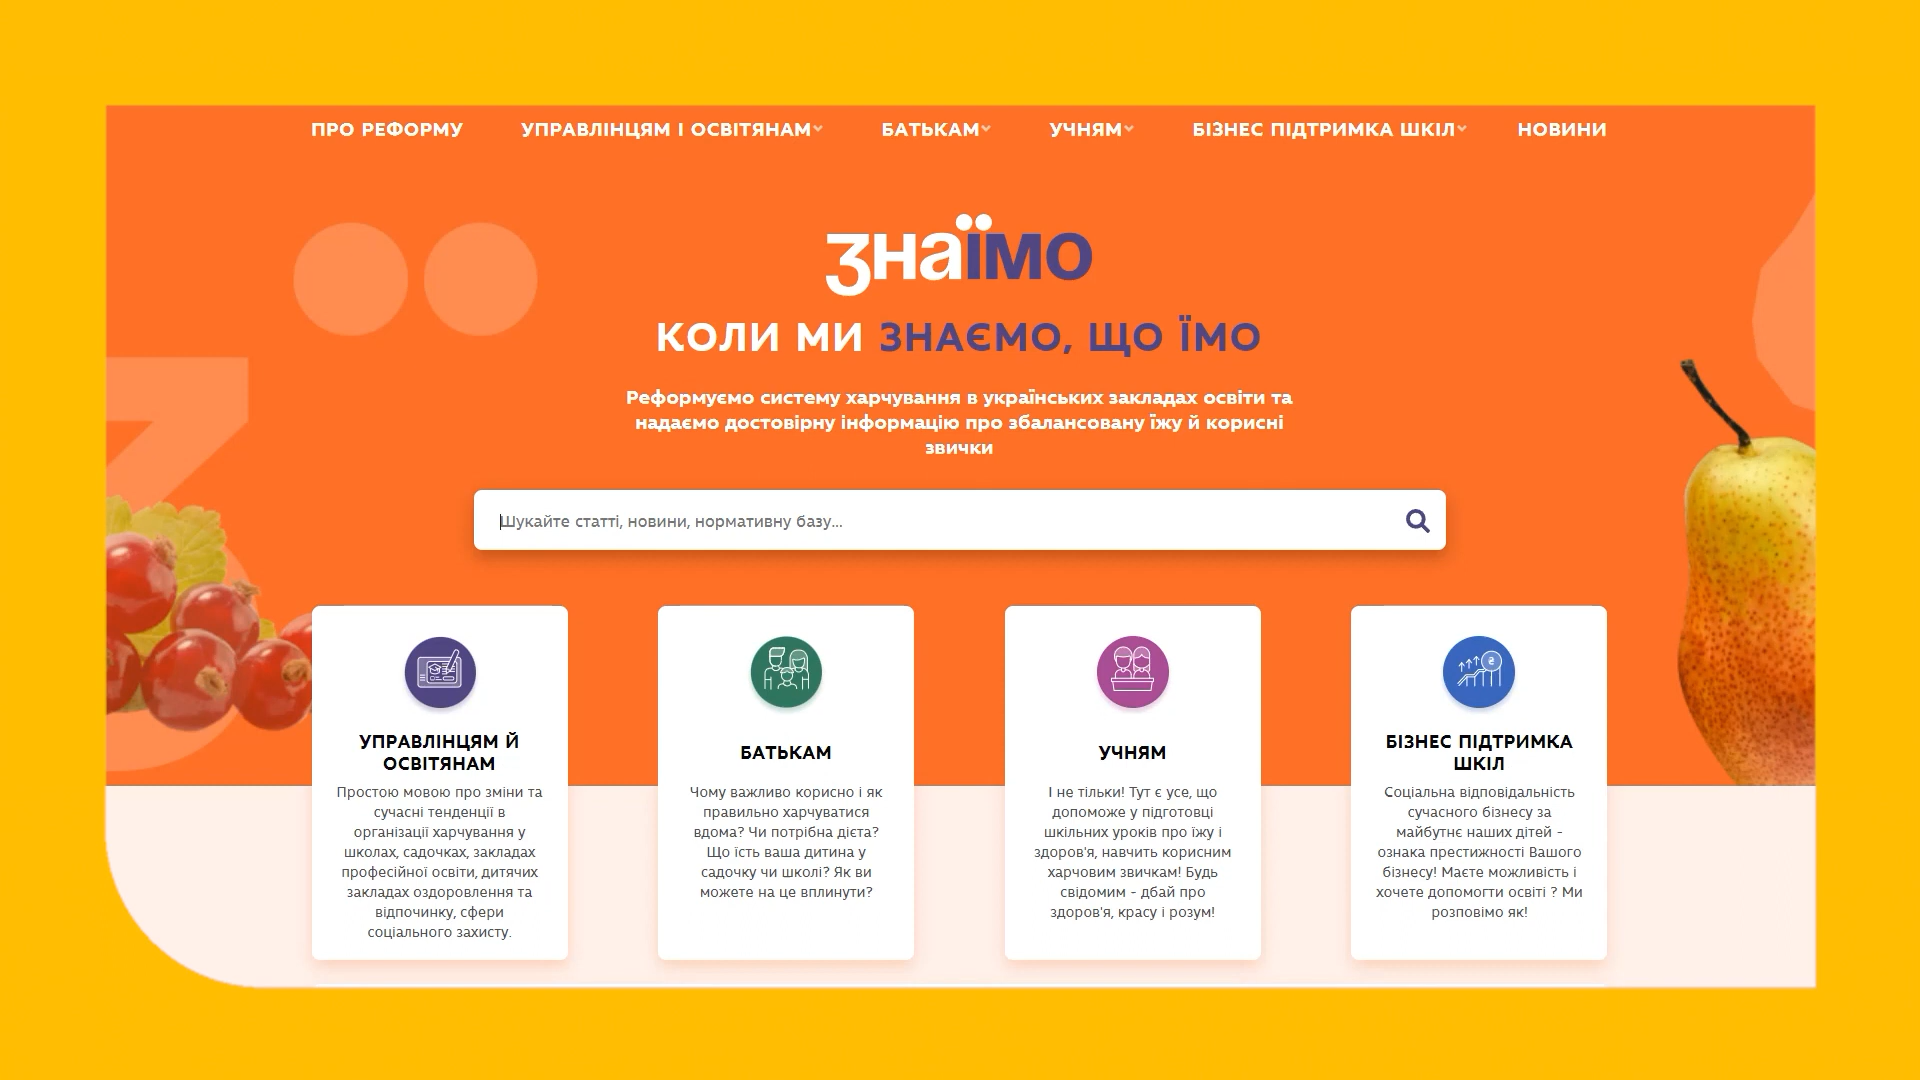 ПРО РЕФОРМУ УПРАВЛІНЦЯМ І ОСВІТЯНАМ БАТЬКАМ УЧНЯМ БІЗНЕС ПІДТРИМКА ШКІЛ НОВИНИ
знаїмо
КОЛИ МИ ЗНАЄМО, ЩО ЇМО
Реформуємо систему харчування в українських закладах освіти та
надаємо достовірну інформацію про збалансовану їжу й корисні
звички
Шукайте статті, новини, нормативну базу...
УПРАВЛІНЦЯМ Й
ОСВІТЯНАМ
Простою мовою про зміни та
сучасні тенденції в
організації харчування у
школах, садочках, закладах
професійної освіти, дитячих
закладах оздоровлення та
відпочинку, сфери
соціального захисту.
БАТЬКАМ
Чому важливо корисно і як
правильно харчуватися
вдома? Чи потрібна дієта?
Що їсть ваша дитина у
садочку чи школі? Як ви
можете на це вплинути?
УЧНЯМ
І не тільки! Тут є усе, що
допоможе у підготовці
шкільних уроків про їжу і
здоров'я, навчить корисним
харчовим звичкам! Будь
свідомим - дбай про
здоров'я, красу і розум!
БІЗНЕС ПІДТРИМКА
ШКІЛ
Соціальна відповідальність
сучасного бізнесу за
майбутнє наших дітей -
ознака престижності Вашого
бізнесу! Маєте можливість і
хочете допомогти освіті ? Ми
розповімо як!